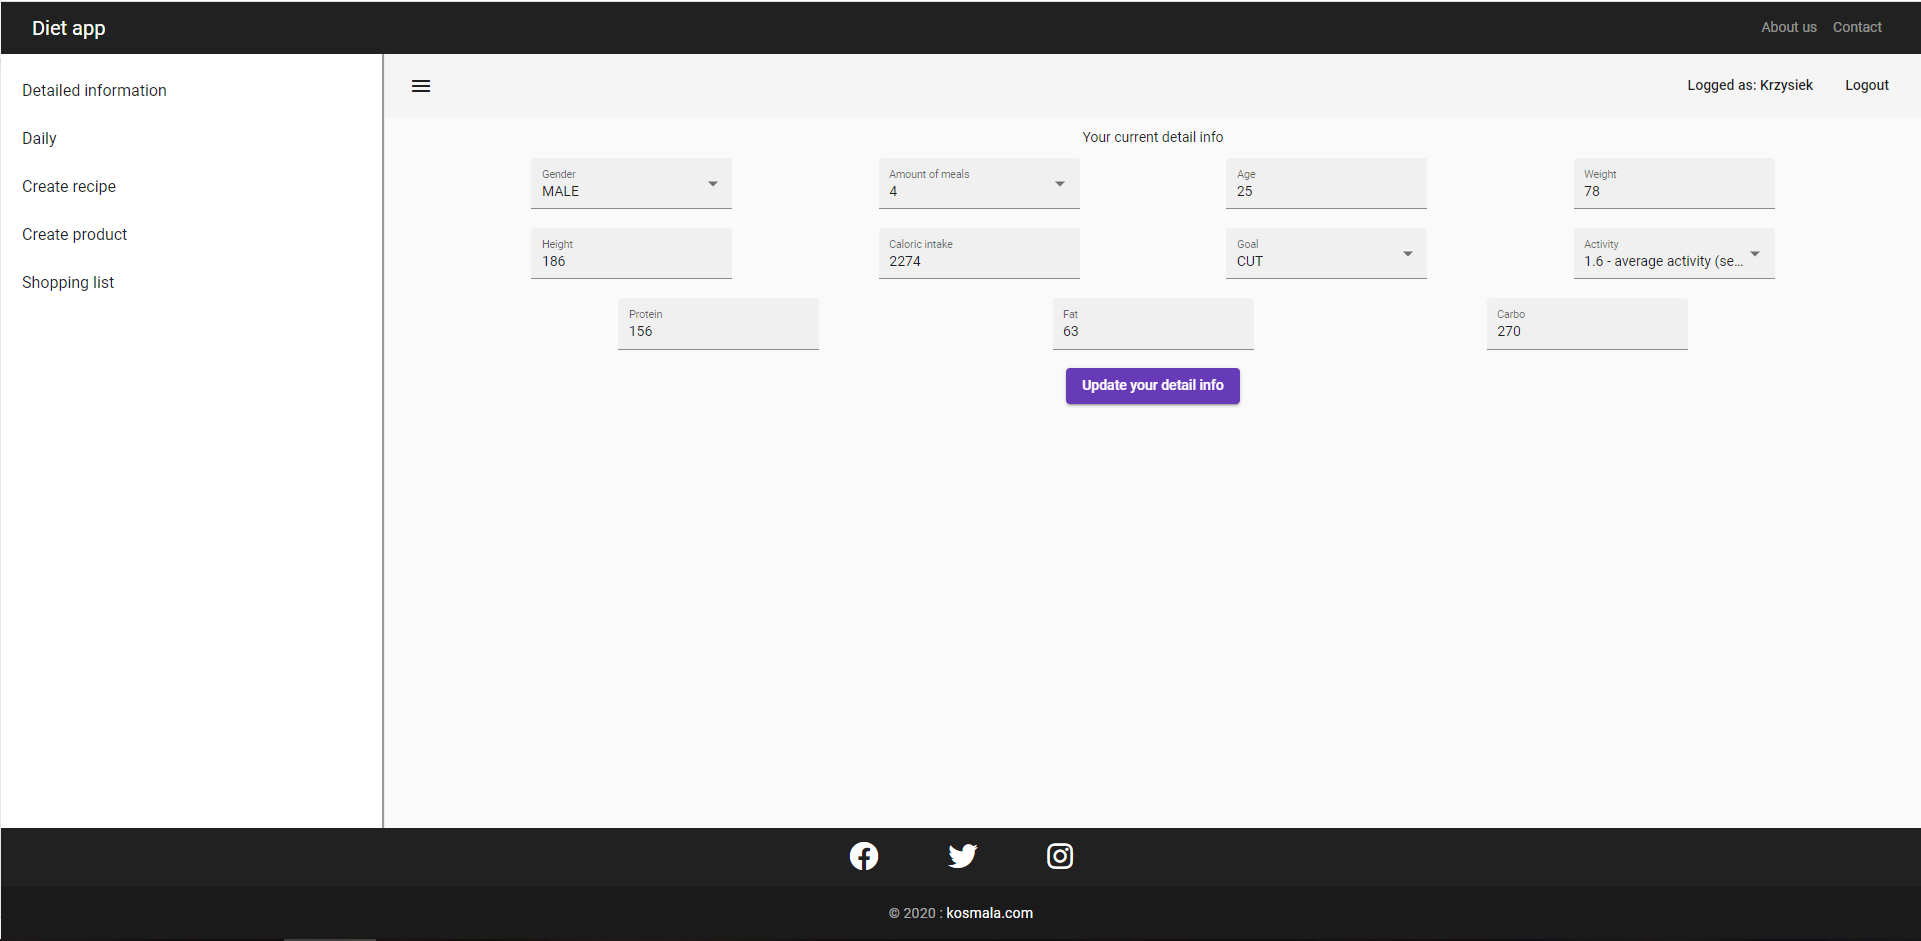 Diet app
About us Contact
Detailed information
Daily
Create recipe
Create product
Shopping list
Logged as: Krzysiek Logout
Your current detail info
Gender
MALE
Amount of meals
4
Age
25
Weight
78
Height
186
Caloric intake
2274
Goal
CUT
Activity
1.6 - average activity (se...
Protein
156
Fat
63
Carbo
270
Update your detail info
© 2020 : kosmala.com